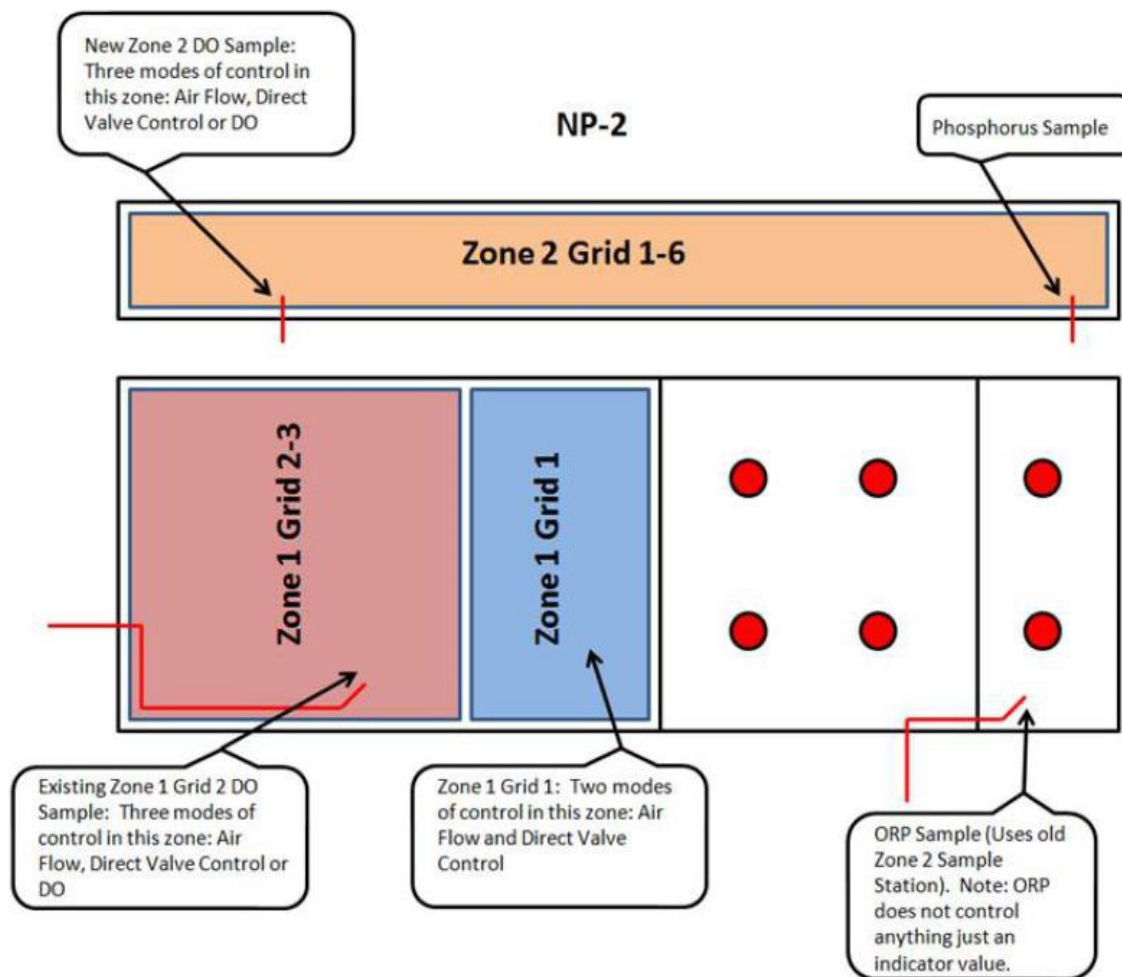 New Zone 2 DO Sample:
Three modes of control in
this zone: Air Flow, Direct
Valve Control or DO
NP-2
Phosphorus Sample
Zone 2 Grid 1-6
Zone 1 Grid 2-3
Zone 1 Grid 1
Existing Zone 1 Grid 2 DO
Sample: Three modes of
control in this zone: Air
Flow, Direct Valve Control or
DO
Zone 1 Grid 1: Two modes
of control in this zone: Air
Flow and Direct Valve
Control
ORP Sample (Uses old
Zone 2 Sample
Station). Note: ORP
does not control
anything just an
indicator value.